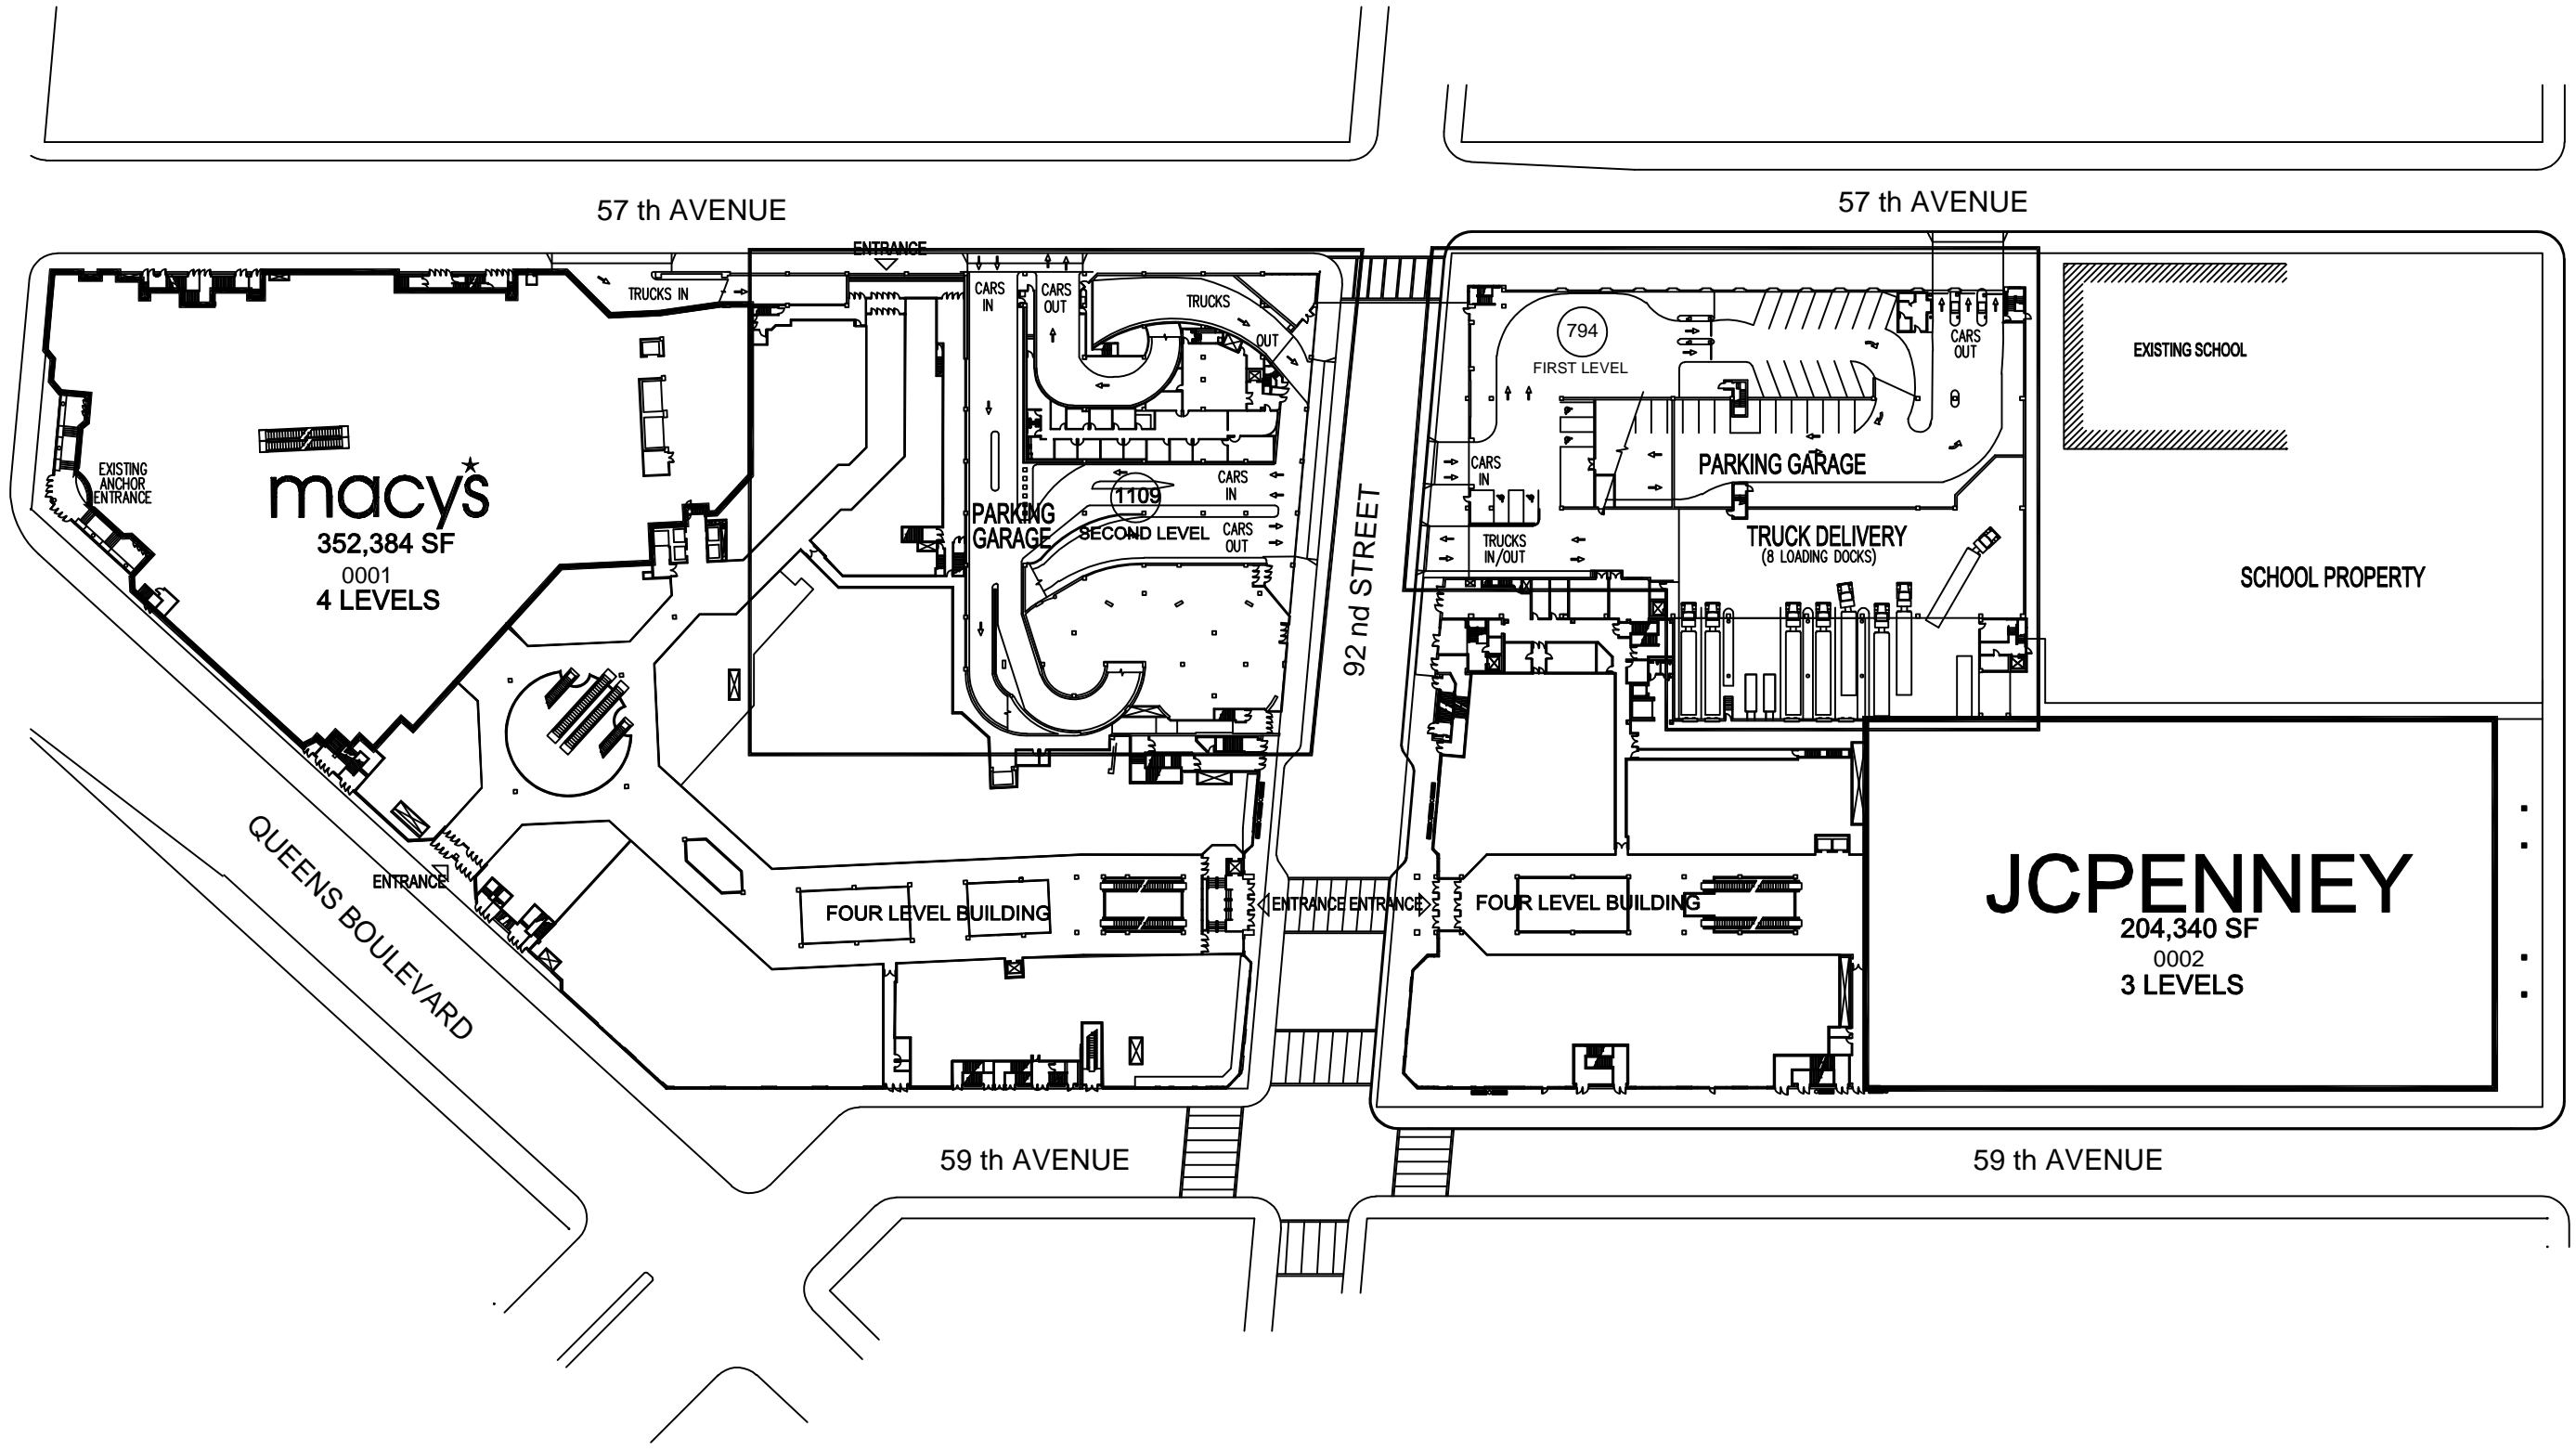 57 th AVENUE
57 th AVENUE
ENTRANCE
TRUCKS IN
CARS
IN
CARS
OUT
TRUCKS
OUT
794
FIRST LEVEL
CARS
OUT
EXISTING SCHOOL
EXISTING
ANCHOR
ENTRANCE
macy's
352,384 SF
0001
4 LEVELS
PARKING
GARAGE
1109
SECOND LEVEL
CARS
IN
CARS
OUT
92 nd STREET
CARS
IN
PARKING GARAGE
TRUCKS
IN/OUT
TRUCK DELIVERY
(8 LOADING DOCKS)
SCHOOL PROPERTY
QUEENS BOULEVARD
ENTRANCE
FOUR LEVEL BUILDING
ENTRANCE
ENTRANCE
FOUR LEVEL BUILDING
JCPENNEY
204,340 SF
0002
3 LEVELS
59 th AVENUE
59 th AVENUE